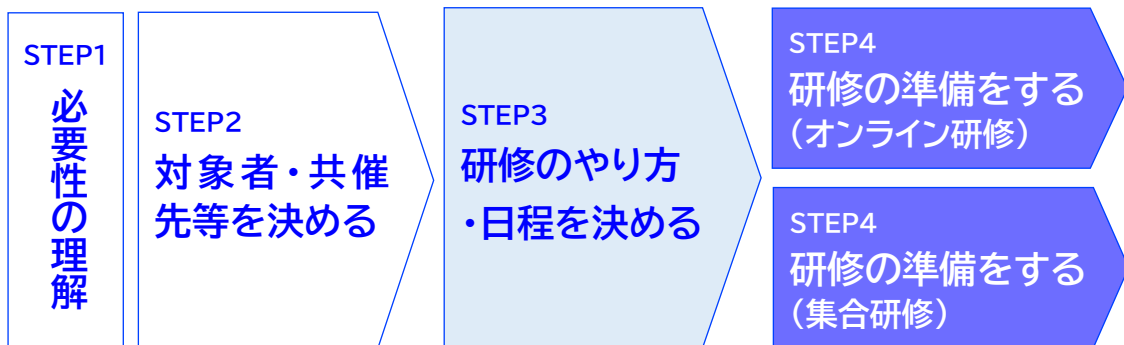 STEP1
必要性の理解
STEP2
対象者・共催
先等を決める
STEP3
研修のやり方
・日程を決める
STEP4
研修の準備をする
（オンライン研修）
STEP4
研修の準備をする
（集合研修）